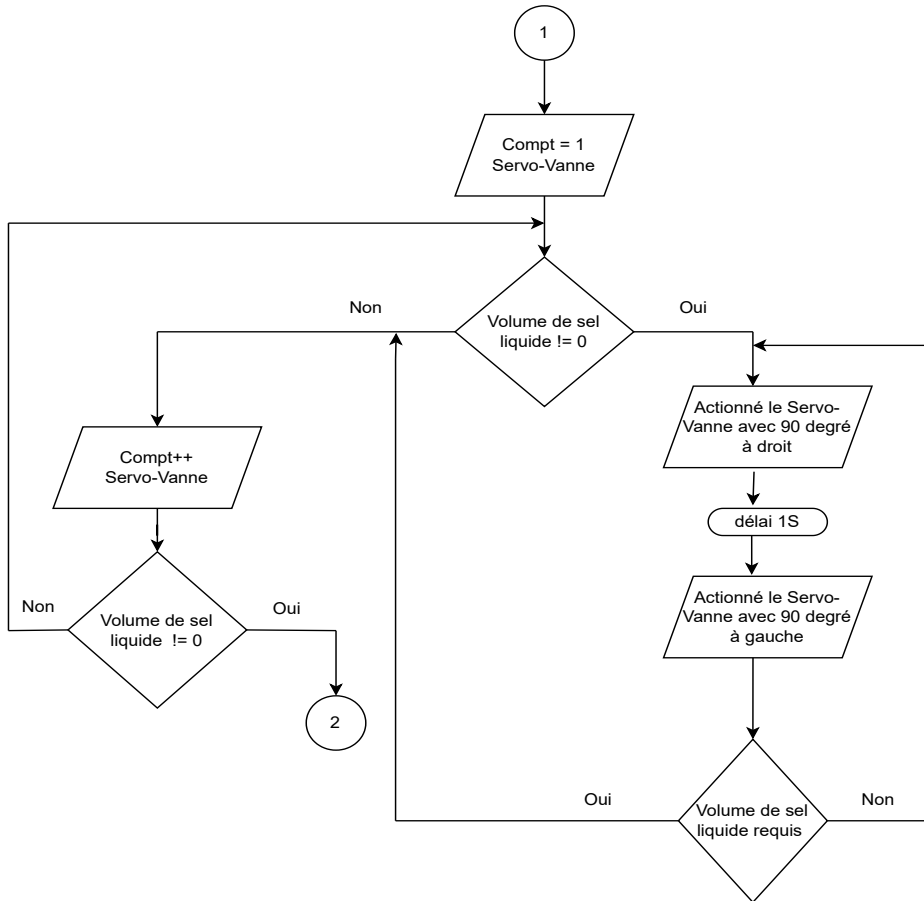 1
Compt = 1
Servo-Vanne
Non
Oui
Volume de sel
liquide != 0
Actionné le Servo-
Vanne avec 90 degré
à droit
Compt++
Servo-Vanne
délai 1S
Actionné le Servo-
Vanne avec 90 degré
à gauche
Non
Oui
Volume de sel
liquide != 0
2
Oui
Non
Volume de sel
liquide requis